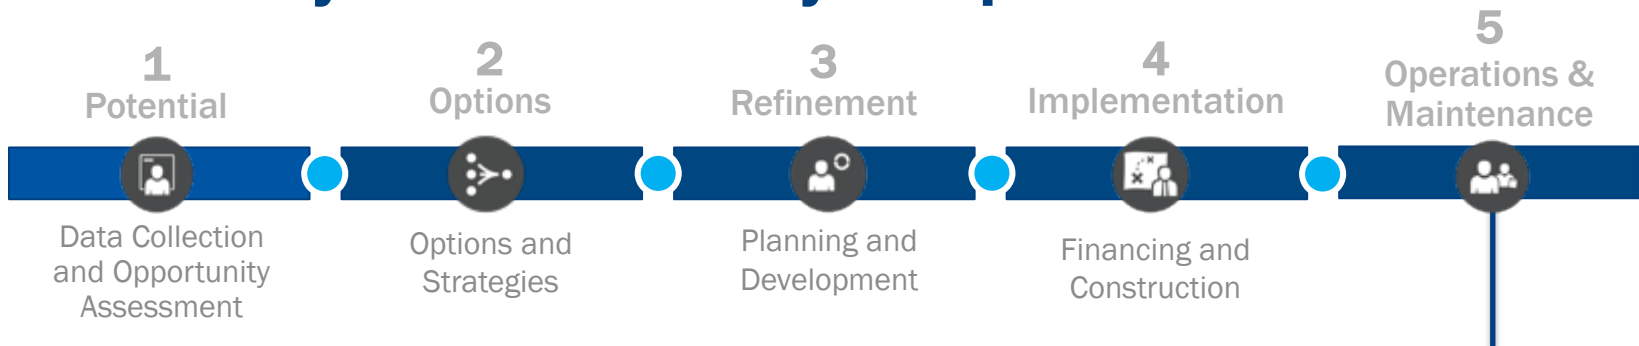 1
Potential
2
Options
3
Refinement
4
Implementation
5
Operations &
Maintenance
Data Collection
and Opportunity
Assessment
Options and
Strategies
Planning and
Development
Financing and
Construction